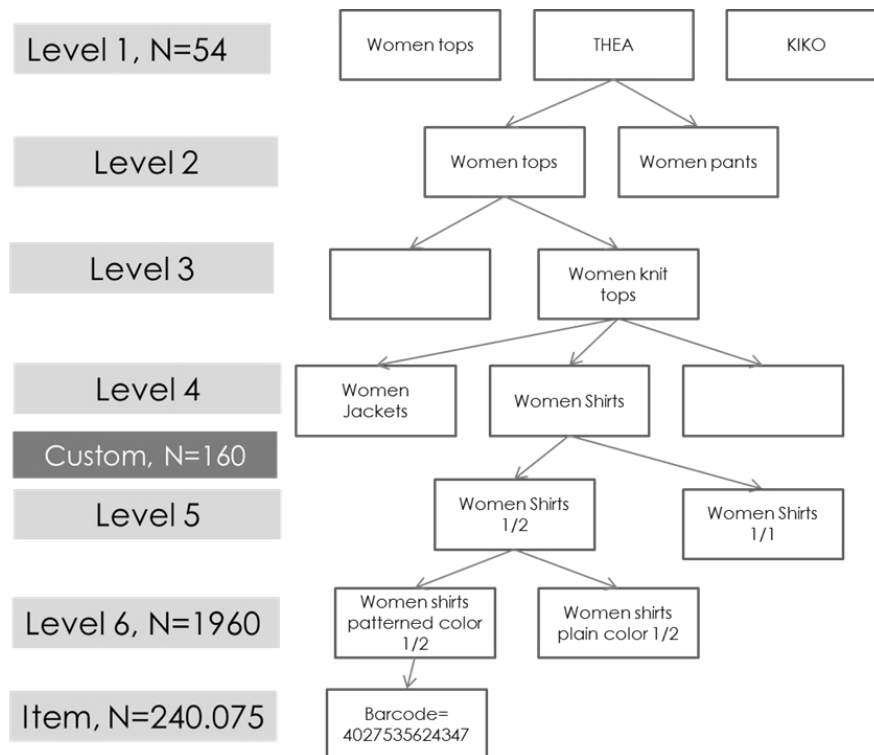 Level 1, N=54
Women tops
THEA
KIKO
Level 2
Women tops
Women pants
Level 3
Women knit
tops
Level 4
Women
Jackets
Women Shirts
Custom, N=160
Level 5
Women Shirts
1/2
Women Shirts
1/1
Level 6, N=1960
Women shirts
patterned color
1/2
Women shirts
plain color 1/2
Item, N=240.075
Barcode=
4027535624347